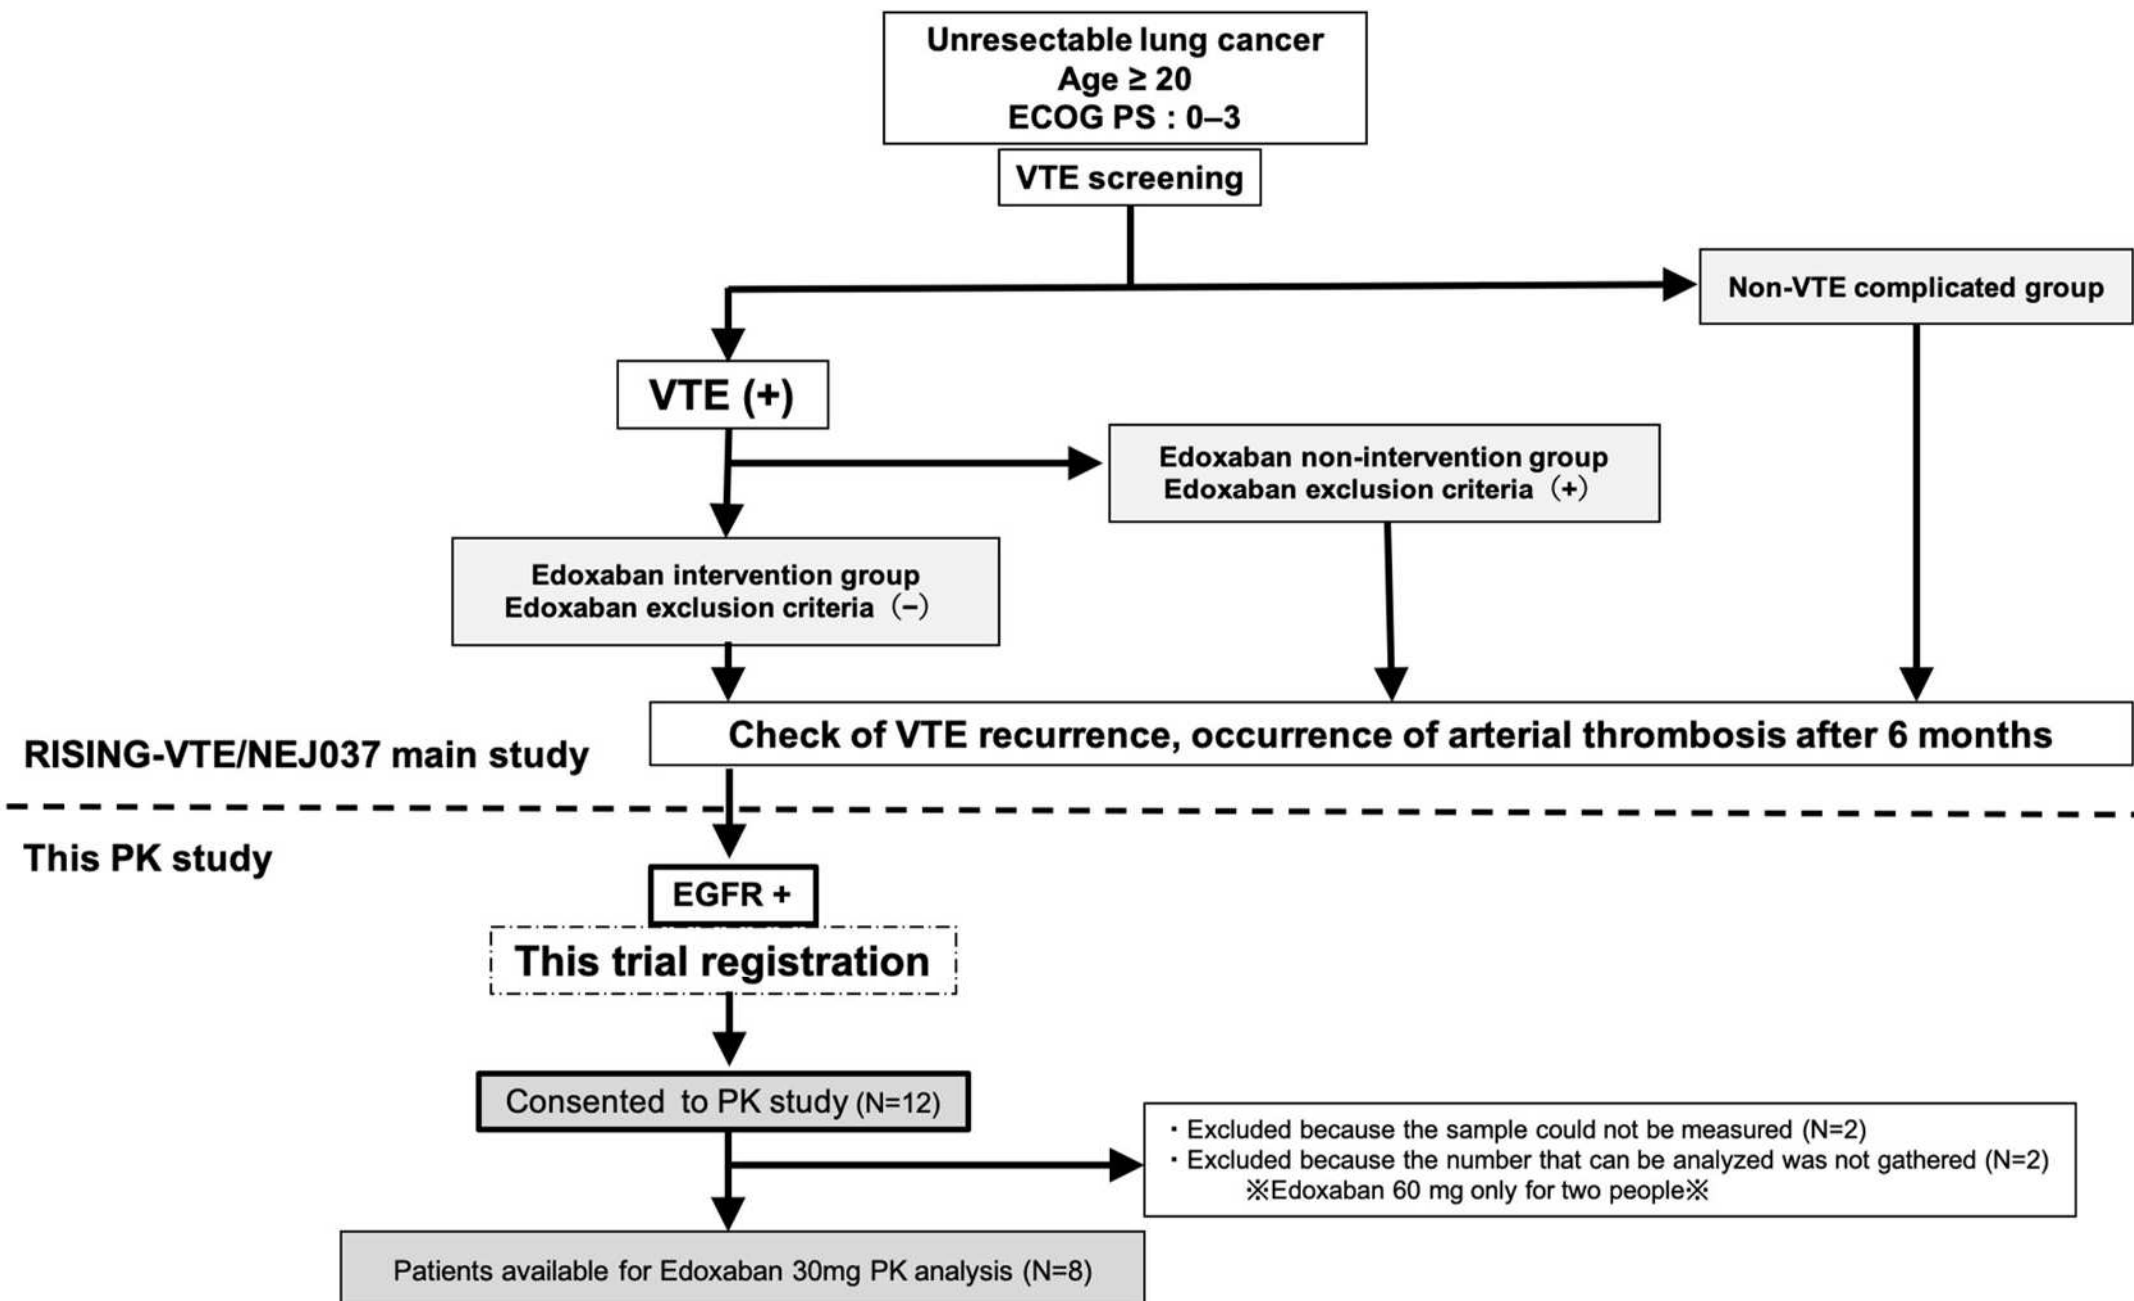 Unresectable lung cancer
Age ≥ 20
ECOG PS : 0–3
VTE screening
Non-VTE complicated group
VTE (+)
Edoxaban non-intervention group
Edoxaban exclusion criteria（+）
Edoxaban intervention group
Edoxaban exclusion criteria（−）
Check of VTE recurrence, occurrence of arterial thrombosis after 6 months
RISING-VTE/NEJ037 main study
This PK study
EGFR +
This trial registration
Consented to PK study (N=12)
・Excluded because the sample could not be measured (N=2)
・Excluded because the number that can be analyzed was not gathered (N=2)
※Edoxaban 60 mg only for two people※
Patients available for Edoxaban 30mg PK analysis (N=8)